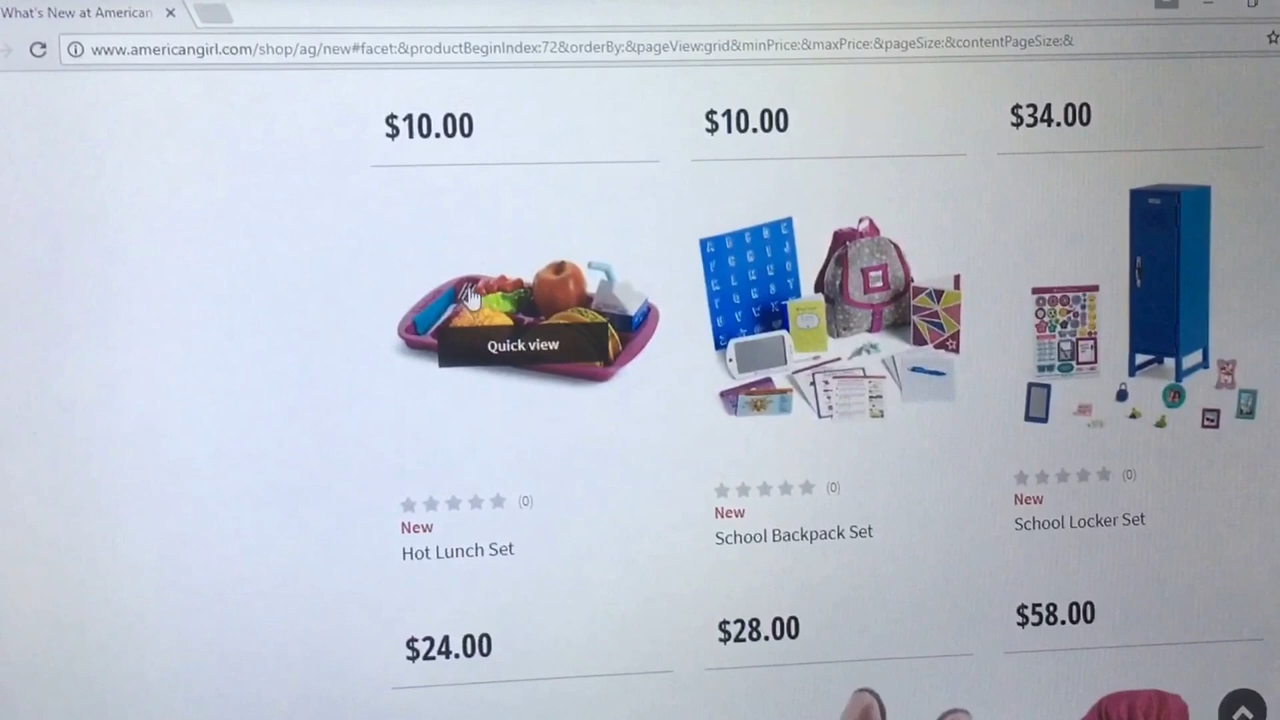 What's New at American
www.americangirl.com/shop/ag/new#facet:&productBeginIndex:72&orderBy:&pageView:grid&minPrice:&maxPrice:&pageSize:&contentPageSize:&
$10.00 $10.00 $34.00
Quick view
(0) (0) (0)
New New New
Hot Lunch Set School Backpack Set School Locker Set
$24.00 $28.00 $58.00